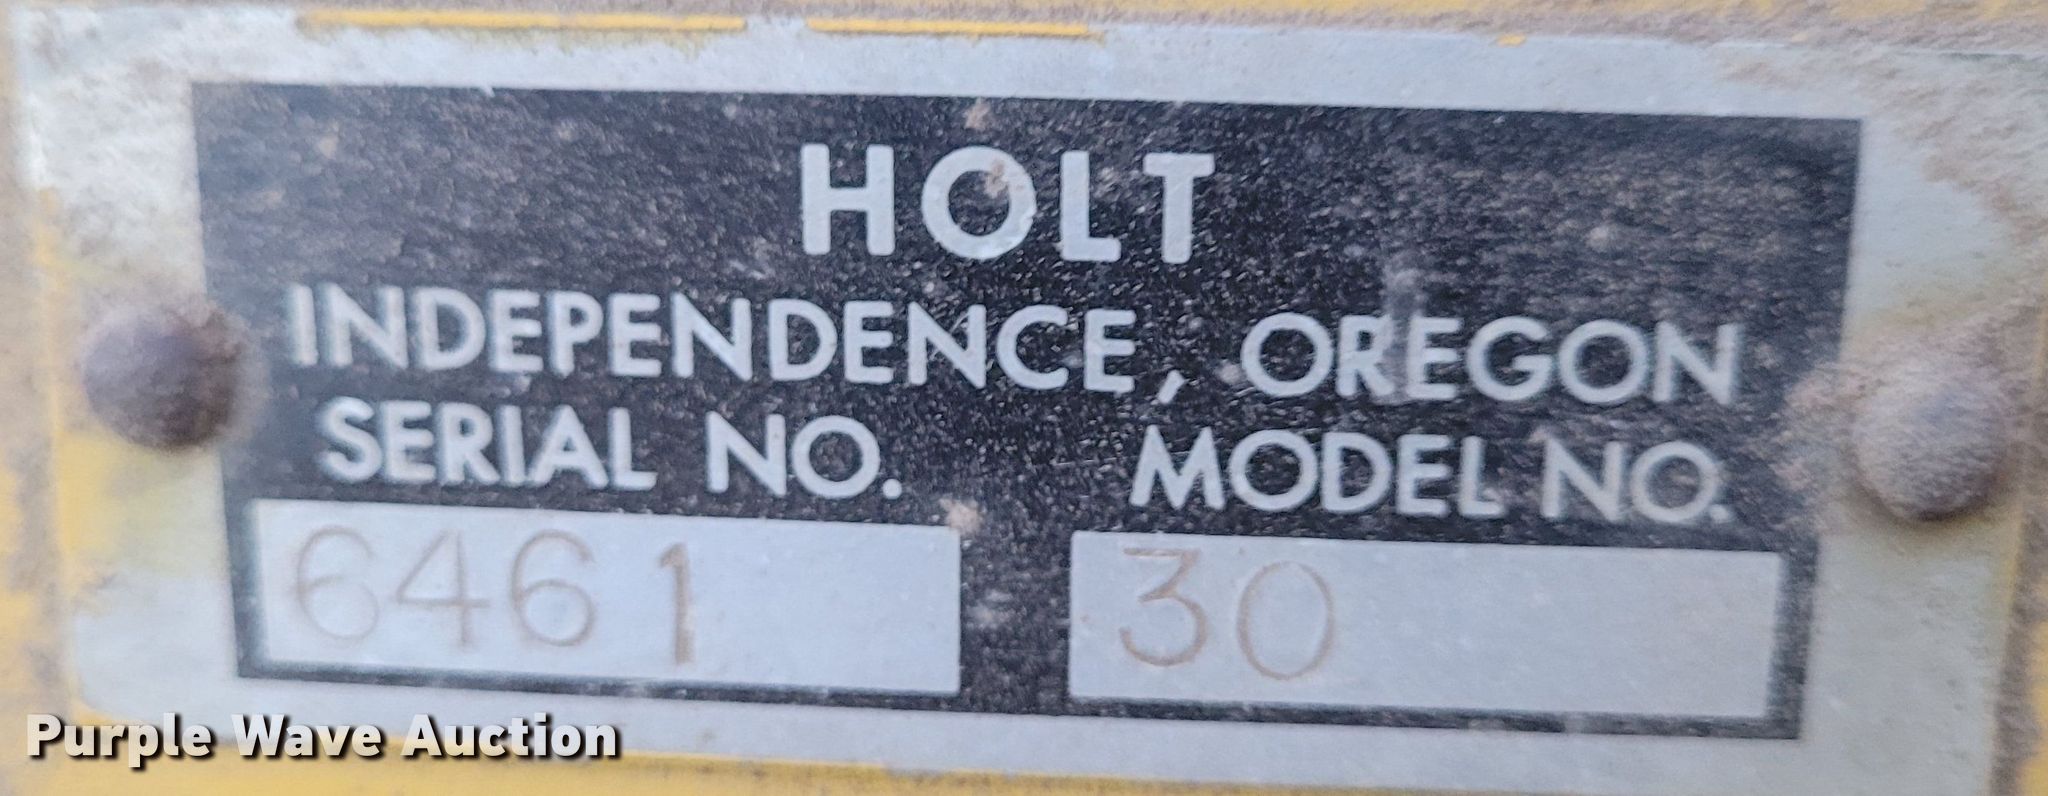 HOLT
INDEPENDENCE, OREGON
SERIAL NO. MODEL NO.
6461 30
Purple Wave Auction